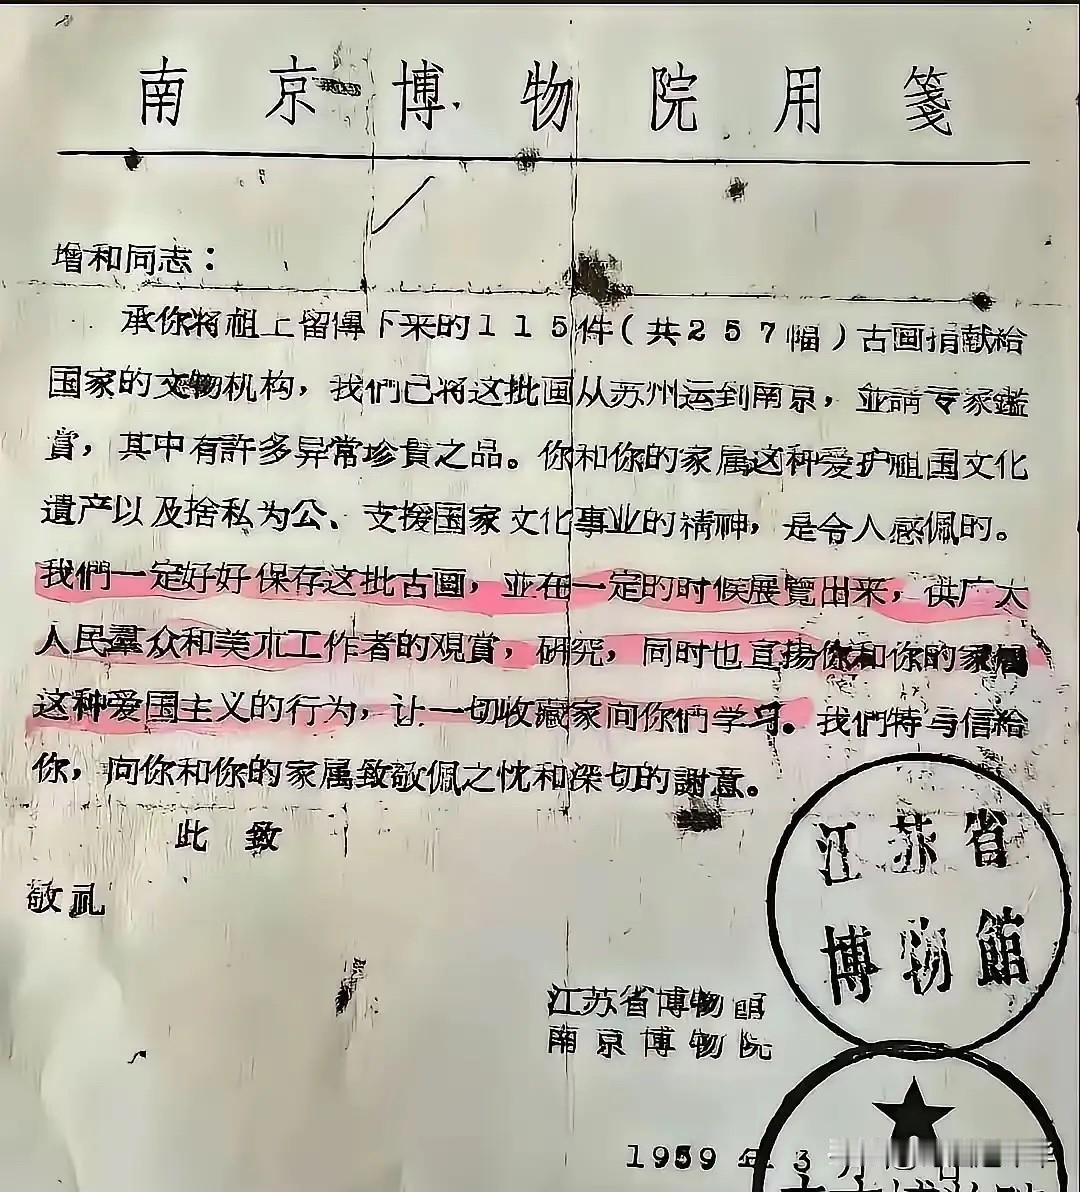 南京博物院用箋
增和同志：
承你将祖上留傳下来的115件(共257幅)古画捐献給
国家的文物机构，我們已将这批画从苏州运到南京，並請专家鑑
賞，其中有許多异常珍貴之品。你和你的家属这种爱护祖国文化
遺产以及捨私为公、支援国家文化事业的精神，是令人感佩的。
我們一定好好保存这批古画，並在一定的时候展覽出来，供广大
人民羣众和美朮工作者的观賞，研究，同时也宣揚你和你的家属
这种爱国主义的行为，让一切收藏家向你們学习。我們特与信給
你，向你和你的家属致敬佩之忱和深切的謝意。
此致
敬礼
江苏省
博物館
江苏省博物館
南京博物院
1959年3月